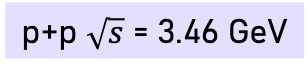 p+p √s = 3.46 GeV